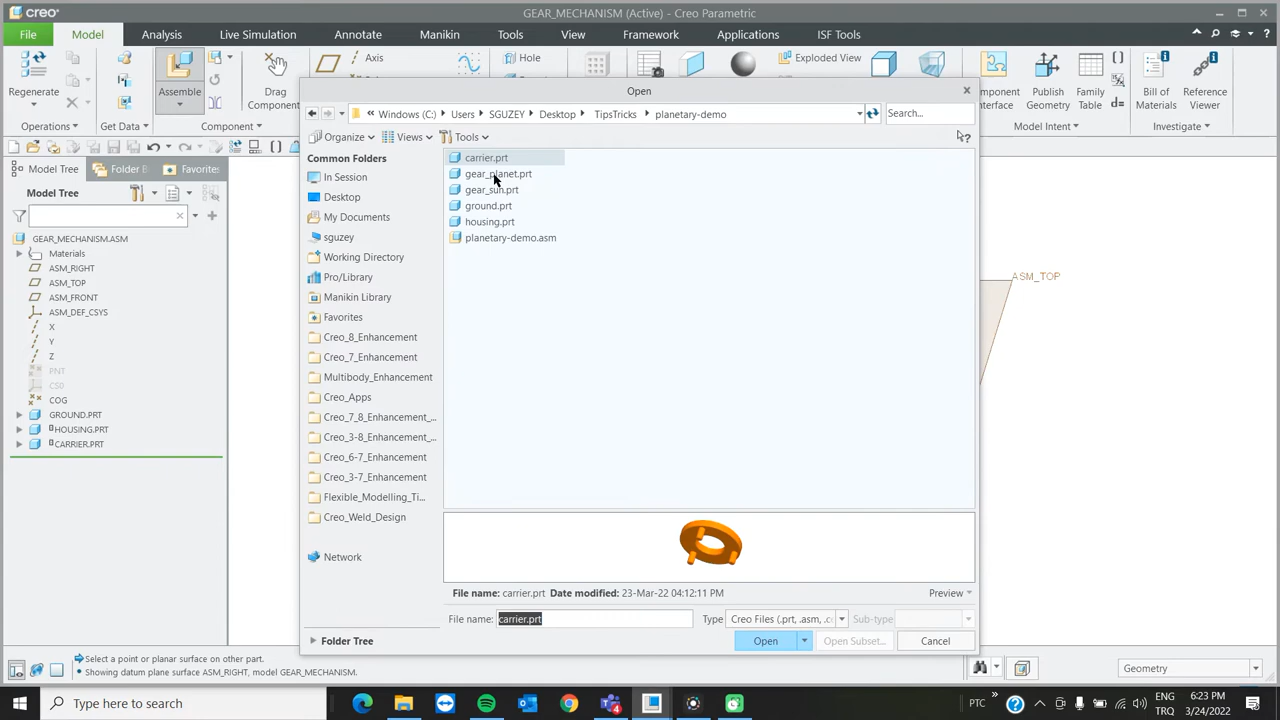 creo°
GEAR_MECHANISM (Active) - Creo Parametric
File Model Analysis Live Simulation Annotate Manikin Tools View Framework Applications ISF Tools
Regenerate
Assemble
Drag Component
Axis
Hole
Exploded View
Bill of Materials
Family Table
Reference Viewer
Operations
Get Data
Model Intent
Investigate
Open
Windows (C:) Users SGUZEY Desktop TipsTricks planetary-demo
Search...
Organize Views Tools
Model Tree
Folder B
Favorites
Model Tree
GEAR_MECHANISM.ASM
Materials
ASM_RIGHT
ASM_TOP
ASM_FRONT
ASM_DEF_CSYS
X
Y
Z
PNT
CS0
COG
GROUND.PRT
HOUSING.PRT
CARRIER.PRT
Common Folders
In Session
Desktop
My Documents
sguzey
Working Directory
Pro/Library
Manikin Library
Favorites
Creo_8_Enhancement
Creo_7_Enhancement
Multibody_Enhancement
Creo_Apps
Creo_7_8_Enhancement_...
Creo_3-8_Enhancement_...
Creo_6-7_Enhancement
Creo_3-7_Enhancement
Flexible_Modelling_Ti...
Creo_Weld_Design
Network
Folder Tree
carrier.prt
gear_planet.prt
gear_sun.prt
ground.prt
housing.prt
planetary-demo.asm
ASM_TOP
File name: carrier.prt Date modified: 23-Mar-22 04:12:11 PM
Preview
File name: carrier.prt
Type Creo Files (.prt, .asm, .c
Sub-type
Open
Open Subset...
Cancel
Select a point or planar surface on other part.
Showing datum plane surface ASM_RIGHT, model GEAR_MECHANISM.
Geometry
Type here to search
PTC
ENG
TRQ
6:23 PM
3/24/2022